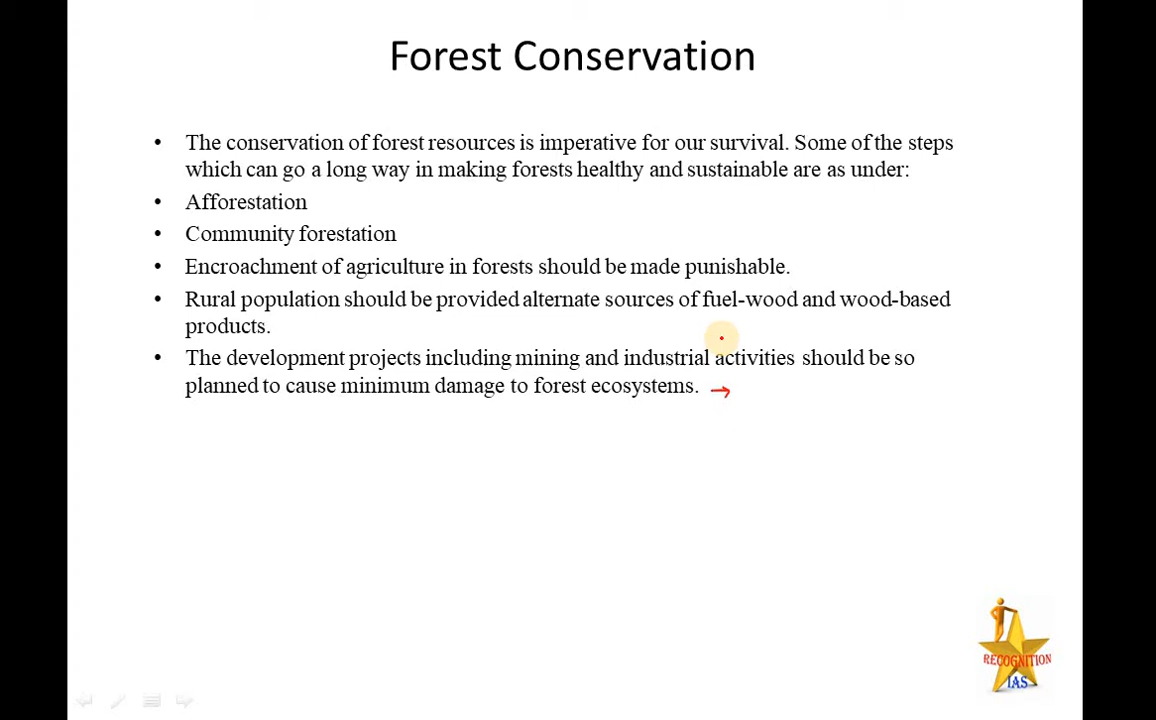 Forest Conservation
• The conservation of forest resources is imperative for our survival. Some of the steps
which can go a long way in making forests healthy and sustainable are as under:
• Afforestation
• Community forestation
• Encroachment of agriculture in forests should be made punishable.
• Rural population should be provided alternate sources of fuel-wood and wood-based
products.
• The development projects including mining and industrial activities should be so
planned to cause minimum damage to forest ecosystems. →
RECOGNITION
IAS